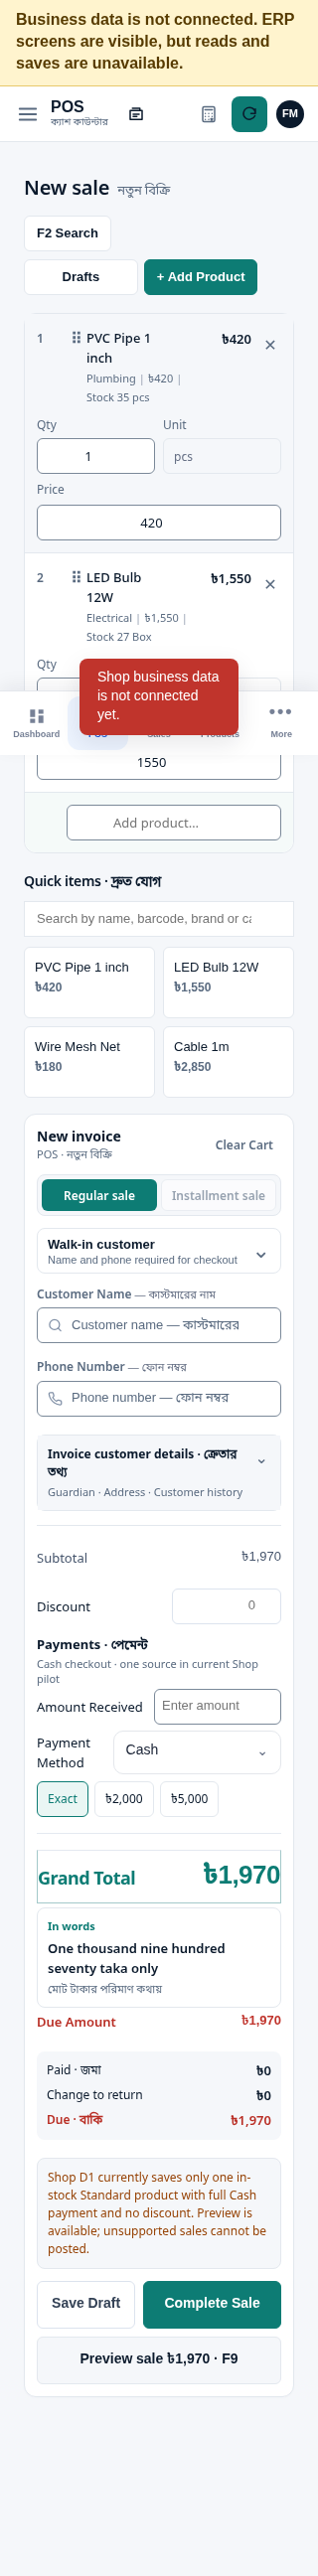 Business data is not connected. ERP
screens are visible, but reads and
saves are unavailable.
POS
ক্যাশ কাউন্টার
FM
New sale নতুন বিক্রি
F2 Search
Drafts
+ Add Product
1 PVC Pipe 1 ৳420 ×
inch
Plumbing | ৳420 |
Stock 35 pcs
Qty Unit
1 pcs
Price
420
2 LED Bulb ৳1,550 ×
12W
Electrical | ৳1,550 |
Stock 27 Box
Qty
Shop business data
is not connected
yet.
Dashboard More
1550
Add product...
Quick items · দ্রুত যোগ
Search by name, barcode, brand or ca
PVC Pipe 1 inch LED Bulb 12W
৳420 ৳1,550
Wire Mesh Net Cable 1m
৳180 ৳2,850
New invoice
POS · নতুন বিক্রি
Clear Cart
Regular sale Installment sale
Walk-in customer
Name and phone required for checkout
Customer Name — কাস্টমারের নাম
Customer name — কাস্টমারের
Phone Number — ফোন নম্বর
Phone number — ফোন নম্বর
Invoice customer details · ক্রেতার
তথ্য
Guardian · Address · Customer history
Subtotal ৳1,970
Discount 0
Payments · পেমেন্ট
Cash checkout · one source in current Shop
pilot
Amount Received Enter amount
Payment
Method
Cash
Exact ৳2,000 ৳5,000
Grand Total ৳1,970
In words
One thousand nine hundred
seventy taka only
মোট টাকার পরিমাণ কথায়
Due Amount ৳1,970
Paid · জমা ৳0
Change to return ৳0
Due · বাকি ৳1,970
Shop D1 currently saves only one in-
stock Standard product with full Cash
payment and no discount. Preview is
available; unsupported sales cannot be
posted.
Save Draft Complete Sale
Preview sale ৳1,970 · F9